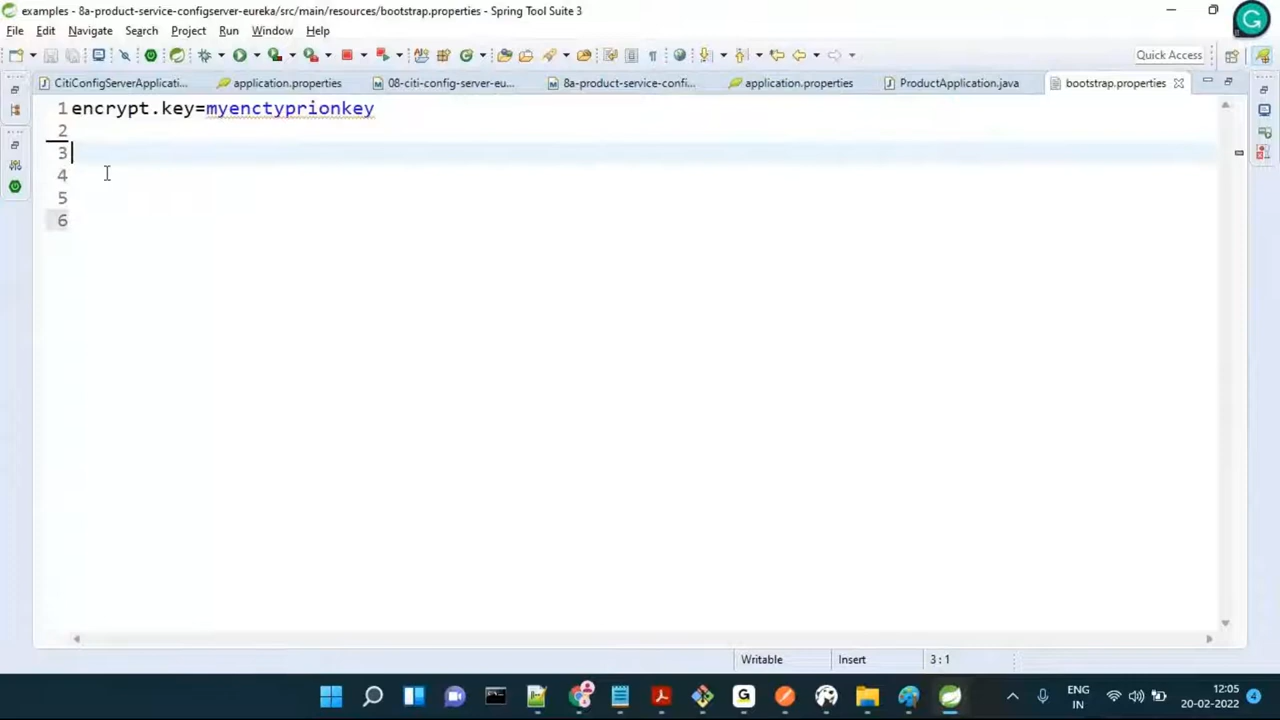 examples - 8a-product-service-configserver-eureka/src/main/resources/bootstrap.properties - Spring Tool Suite 3
File Edit Navigate Search Project Run Window Help
Quick Access
CitiConfigServerApplicati... application.properties 08-citi-config-server-eu... 8a-product-service-confi... application.properties ProductApplication.java bootstrap.properties
1 encrypt.key=myenctyprionkey
2
3
4
5
6
Writable Insert 3 : 1
ENG
IN
12:05
20-02-2022
4